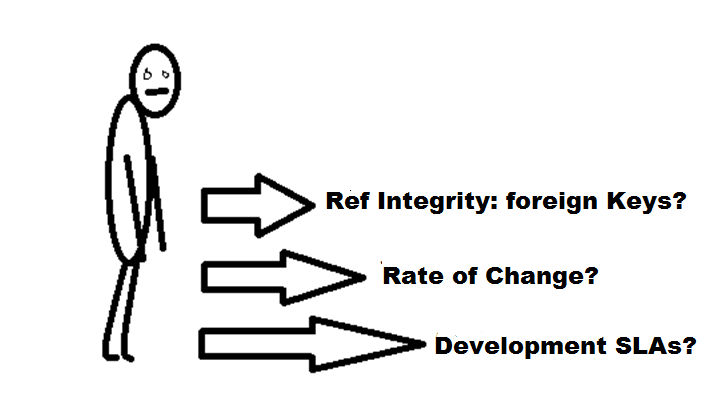 Ref Integrity: foreign Keys?
Rate of Change?
Development SLAs?